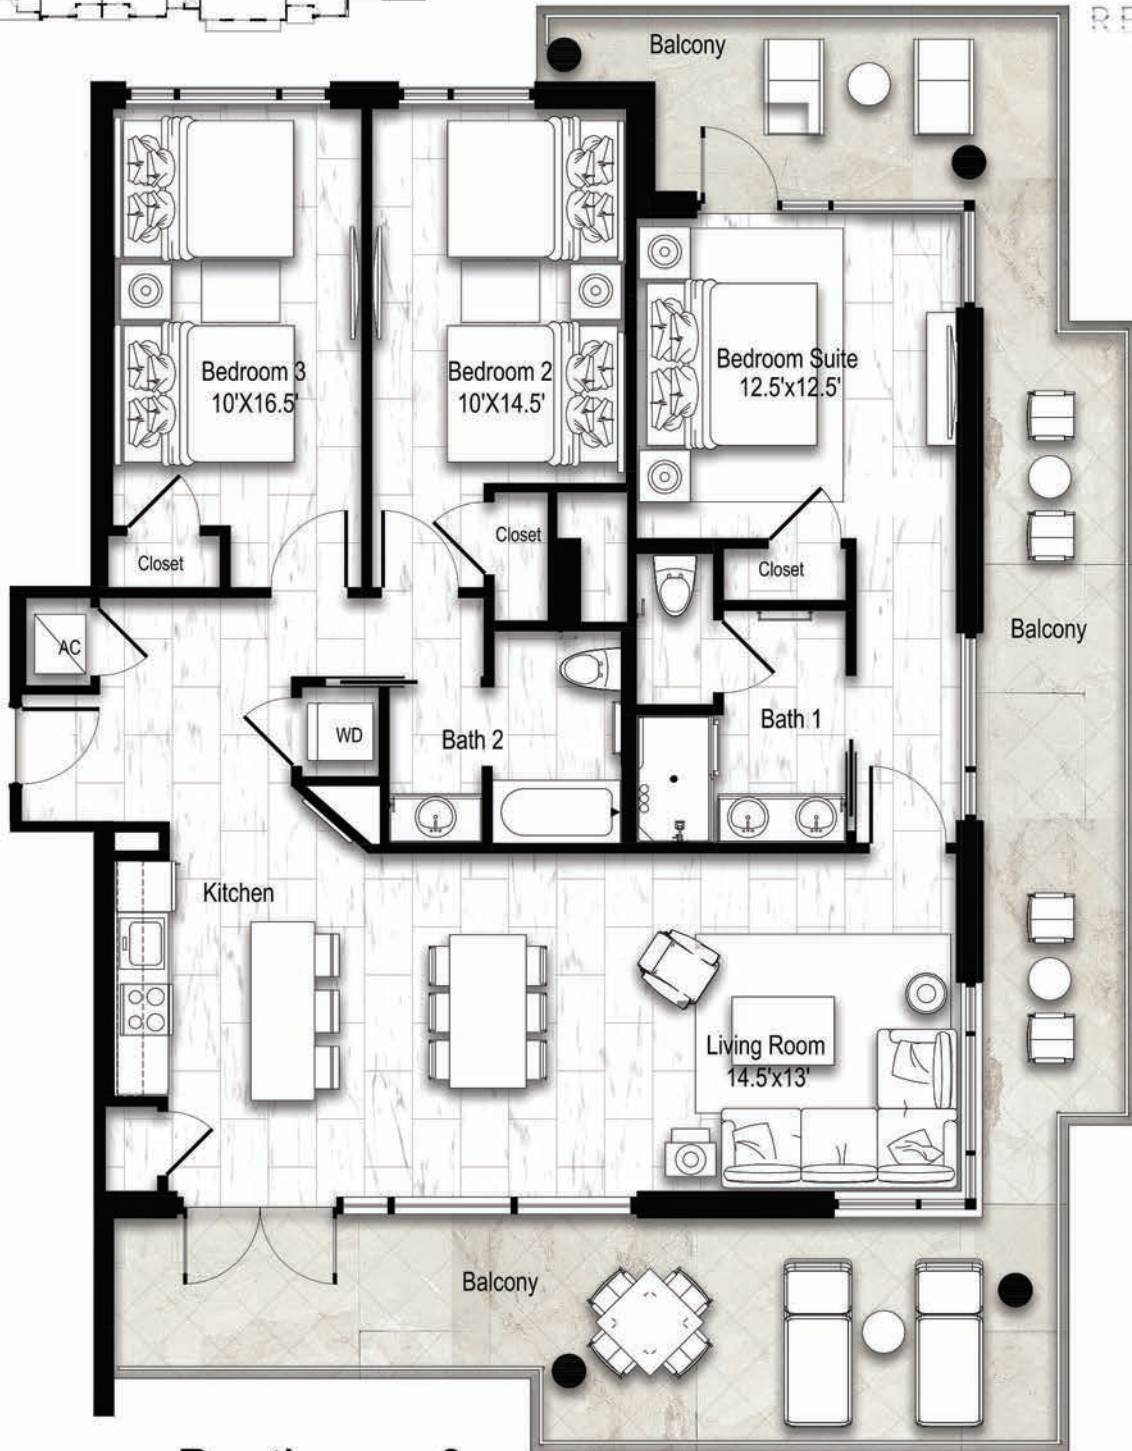 Balcony
Bedroom 3
10'X16.5'
Bedroom 2
10'X14.5'
Bedroom Suite
12.5'x12.5'
Closet
Closet
Closet
Balcony
AC
WD
Bath 2
Bath 1
Kitchen
Living Room
14.5'x13'
Balcony